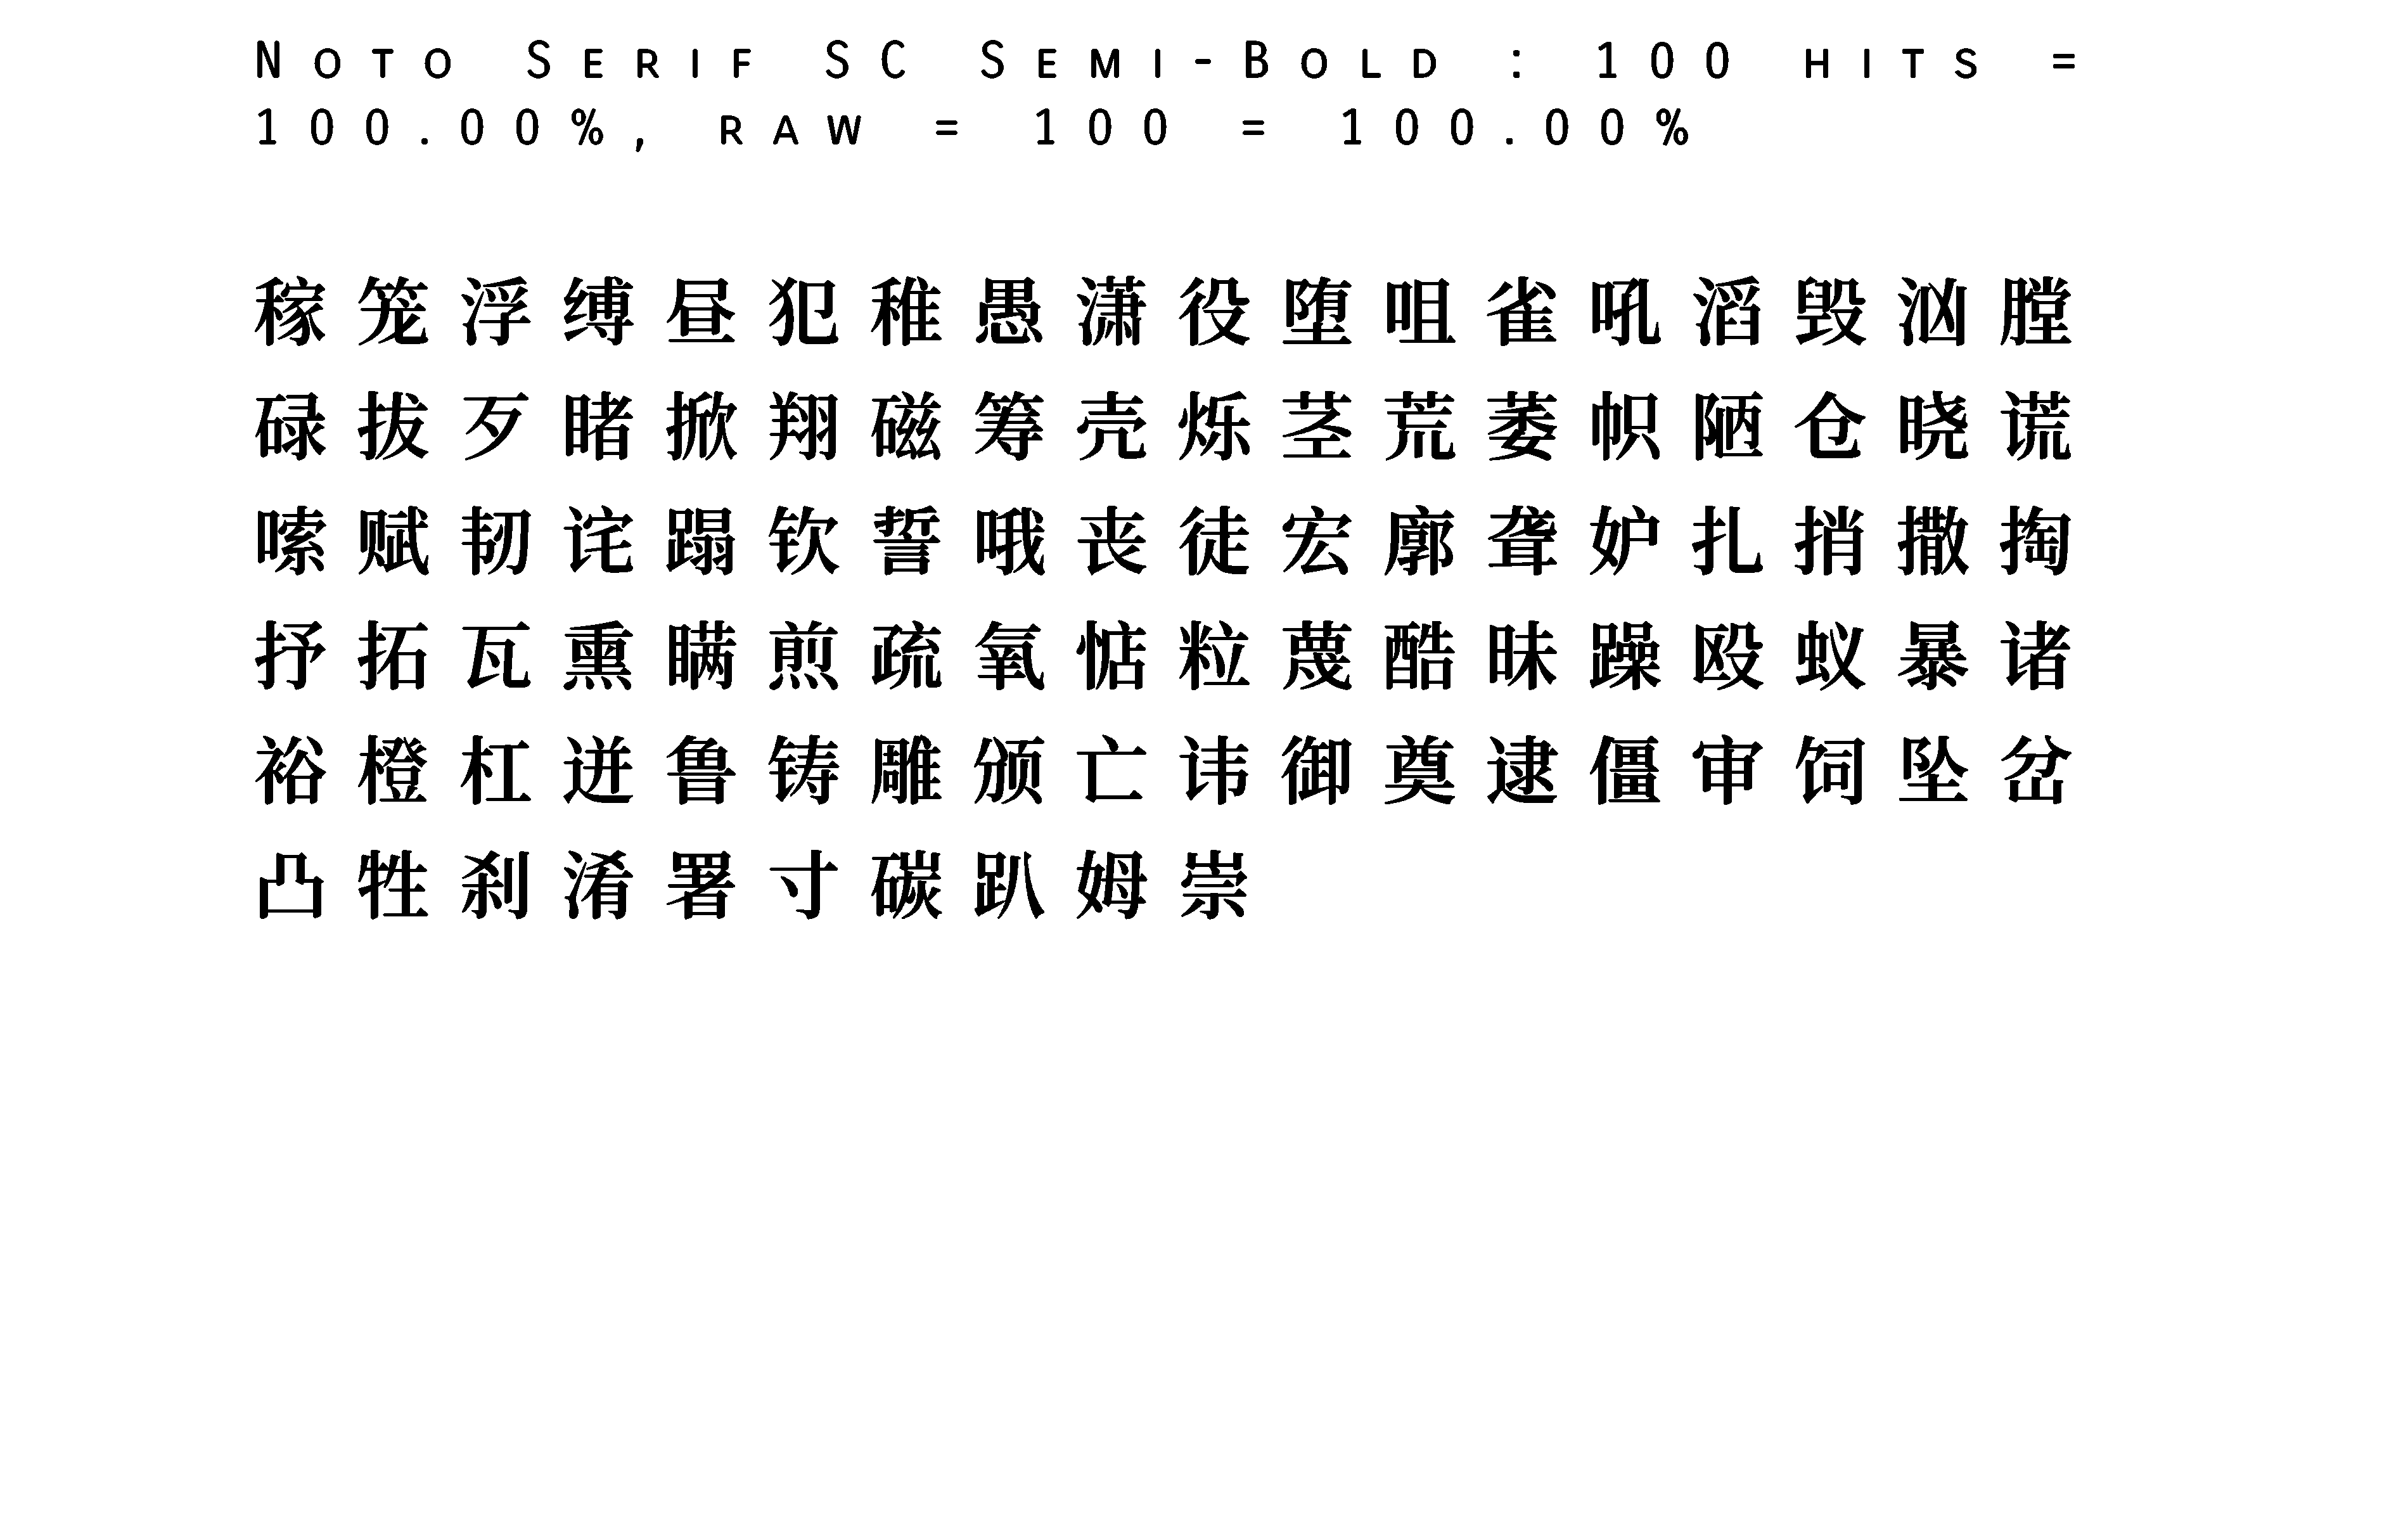 Noto Serif SC Semi-Bold : 100 hits =
100.00%, raw = 100 = 100.00%
稼笼浮缚昼犯稚愚潇役堕咀雀吼滔毁汹膛
碌拔歹睹掀翔磁筹壳烁茎荒萎帜陋仓晓谎
嗦赋韧诧蹋钦誓哦丧徒宏廓聋妒扎捎撒掏
抒拓瓦熏瞒煎疏氧惦粒蔑酷昧躁殴蚁暴诸
裕橙杠迸鲁铸雕颁亡讳御奠逮僵审饲坠岔
凸牲刹淆署寸碳趴姆崇